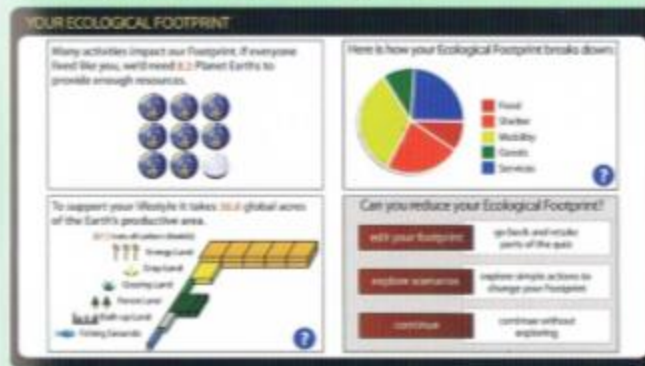 YOUR ECOLOGICAL FOOTPRINT
Many activities impact our Footprint. If everyone
lived like you, we'd need Planet Earths to
provide enough resources.
Here is how your Ecological Footprint breaks down:
Food
Shelter
Mobility
Goods
Services
?
To support your lifestyle it takes global acres
of the Earth's productive area.
Energy Land
Crop Land
Grazing Land
Forest Land
Built-up Land
Fishing Grounds
?
Can you reduce your Ecological Footprint?
edit your footprint
go back and retake
parts of the quiz
explore scenarios
explore simple actions to
change your Footprint
continue
continue without
exploring